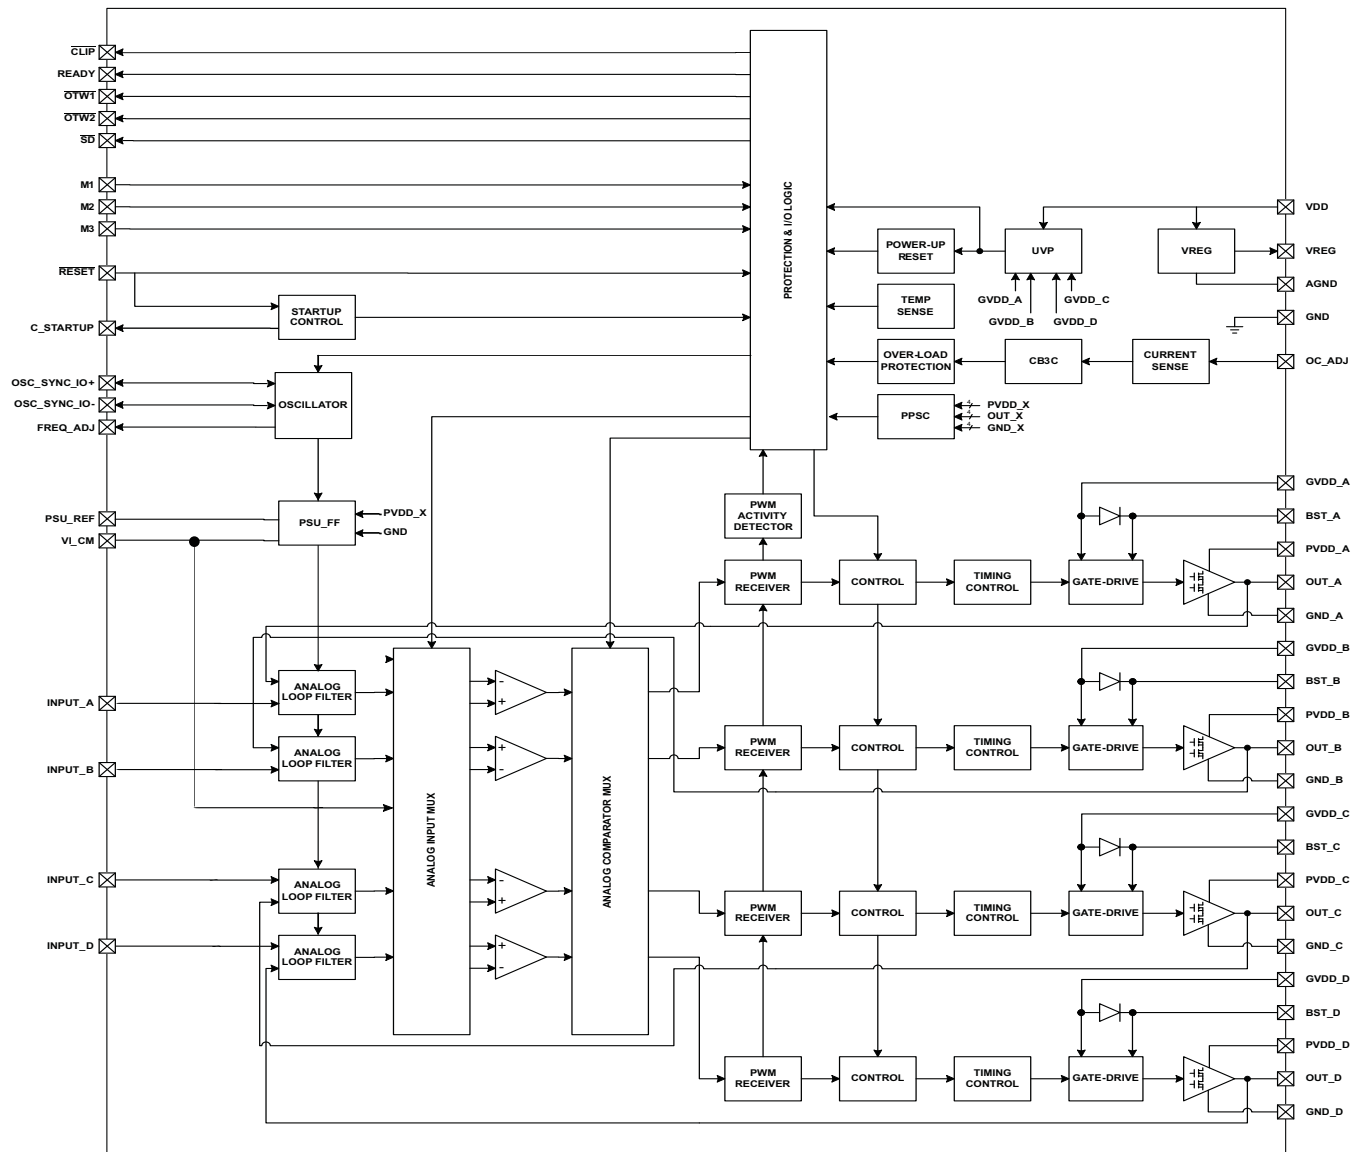 CLIP
READY
OTW1
OTW2
SD
M1
M2
M3
RESET
C_STARTUP
STARTUP
CONTROL
OSC_SYNC_IO+
OSC_SYNC_IO-
FREQ_ADJ
OSCILLATOR
PSU_REF
VI_CM
PSU_FF
PVDD_X
GND
PROTECTION & I/O LOGIC
POWER-UP
RESET
UVP
VREG
GVDD_A
GVDD_C
GVDD_B
GVDD_D
TEMP
SENSE
OVER-LOAD
PROTECTION
CB3C
CURRENT
SENSE
PPSC
4
PVDD_X
4
OUT_X
4
GND_X
VDD
VREG
AGND
GND
OC_ADJ
PWM
ACTIVITY
DETECTOR
GVDD_A
BST_A
PVDD_A
OUT_A
GND_A
PWM
RECEIVER
CONTROL
TIMING
CONTROL
GATE-DRIVE
INPUT_A
ANALOG
LOOP FILTER
INPUT_B
ANALOG
LOOP FILTER
INPUT_C
ANALOG
LOOP FILTER
INPUT_D
ANALOG
LOOP FILTER
ANALOG INPUT MUX
-
+
+
-
-
+
+
-
ANALOG COMPARATOR MUX
GVDD_B
BST_B
PVDD_B
OUT_B
GND_B
PWM
RECEIVER
CONTROL
TIMING
CONTROL
GATE-DRIVE
GVDD_C
BST_C
PVDD_C
OUT_C
GND_C
PWM
RECEIVER
CONTROL
TIMING
CONTROL
GATE-DRIVE
GVDD_D
BST_D
PVDD_D
OUT_D
GND_D
PWM
RECEIVER
CONTROL
TIMING
CONTROL
GATE-DRIVE